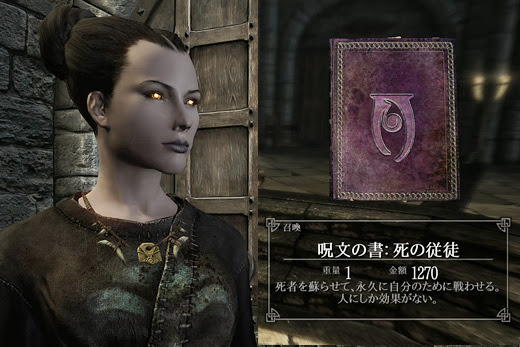 召喚
呪文の書: 死の従徒
重量 1 金額 1270
死者を蘇らせて、永久に自分のために戦わせる。
人にしか効果がない。